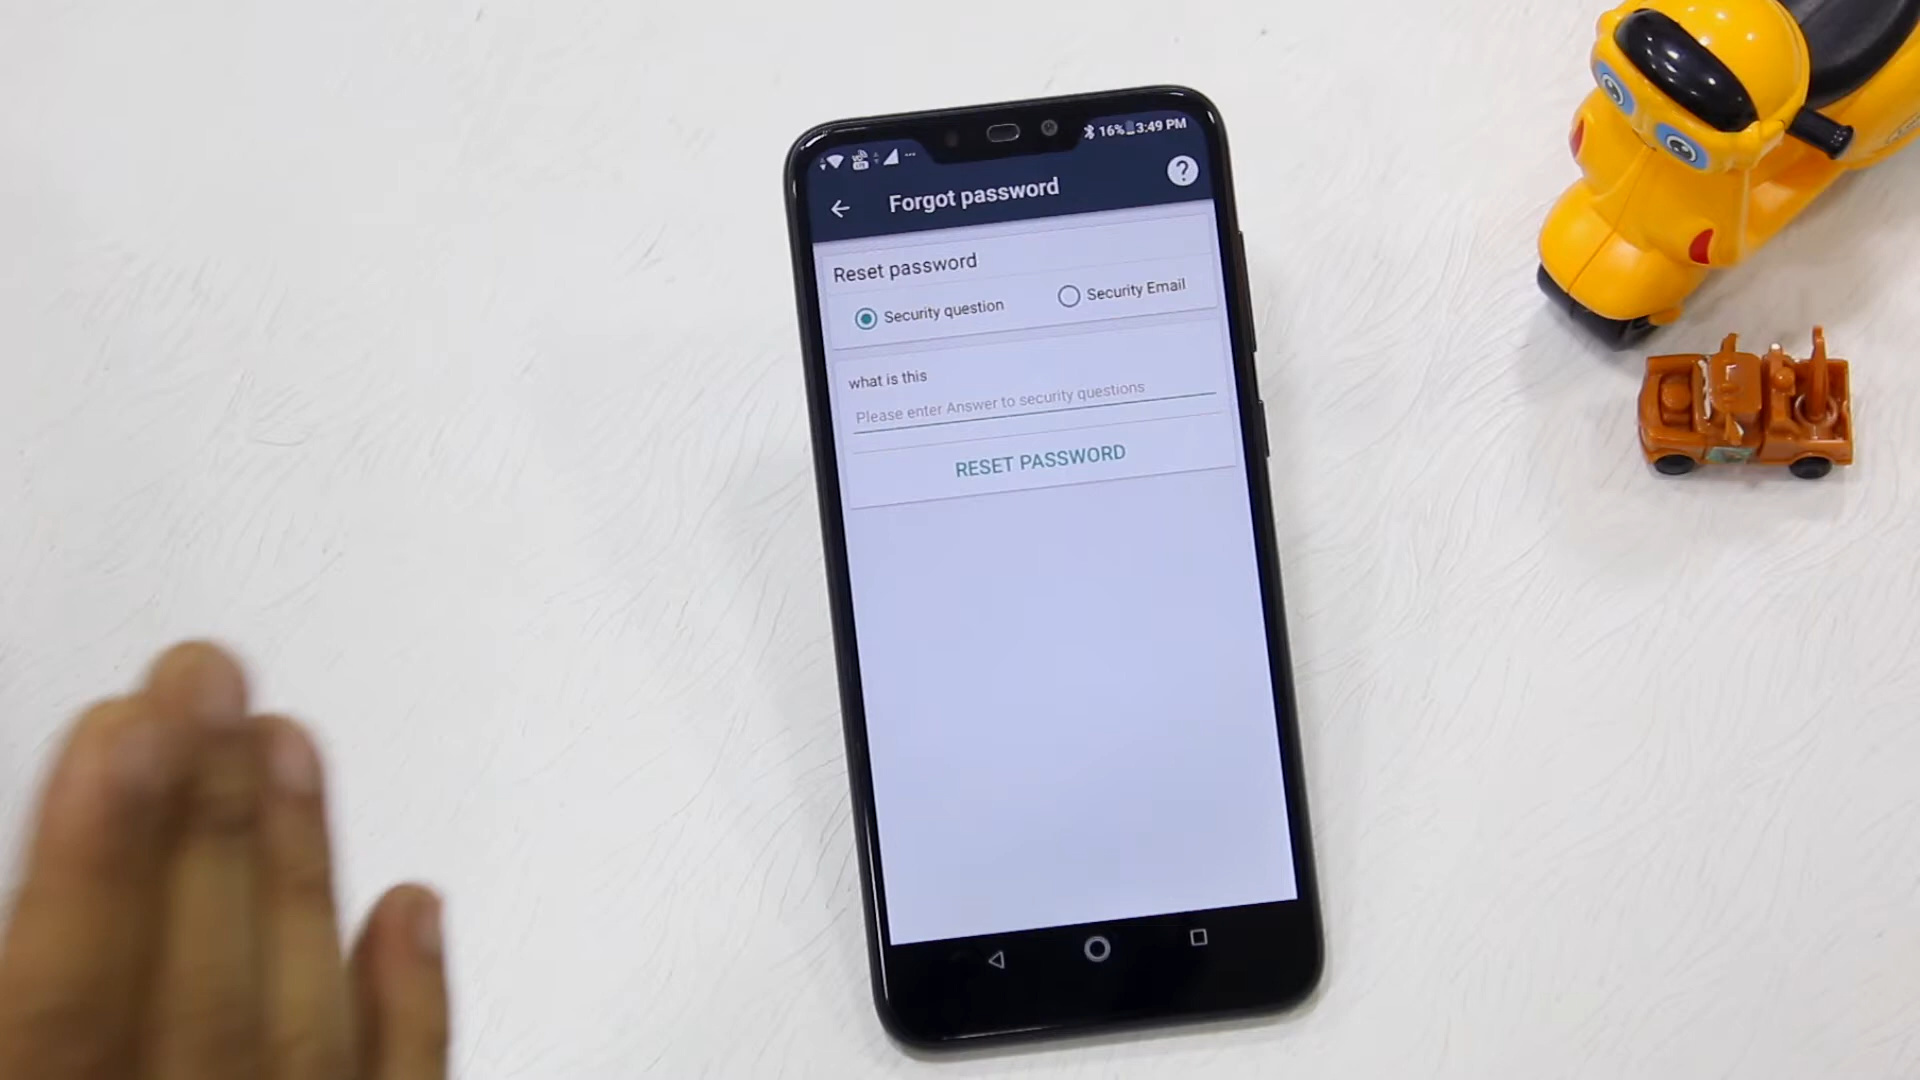 16% 3:49 PM
Forgot password
?
Reset password
Security question
Security Email
what is this
Please enter Answer to security questions
RESET PASSWORD